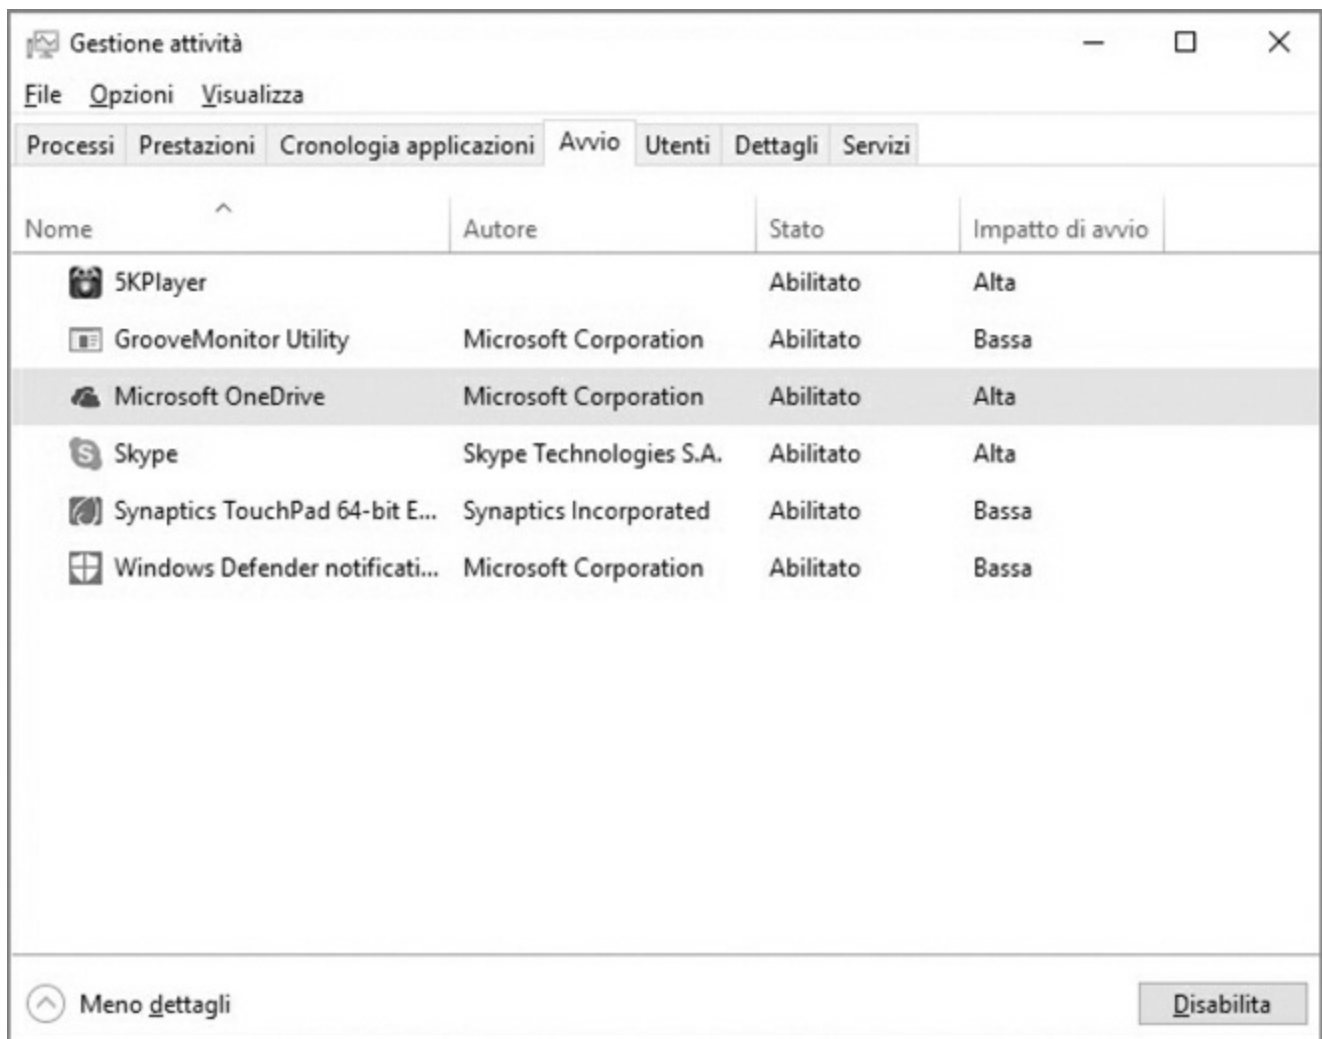 Gestione attività
File Opzioni Visualizza
Processi Prestazioni Cronologia applicazioni Avvio Utenti Dettagli Servizi
Nome Autore Stato Impatto di avvio
5KPlayer Abilitato Alta
GrooveMonitor Utility Microsoft Corporation Abilitato Bassa
Microsoft OneDrive Microsoft Corporation Abilitato Alta
Skype Skype Technologies S.A. Abilitato Alta
Synaptics TouchPad 64-bit E... Synaptics Incorporated Abilitato Bassa
Windows Defender notificati... Microsoft Corporation Abilitato Bassa
Meno dettagli Disabilita